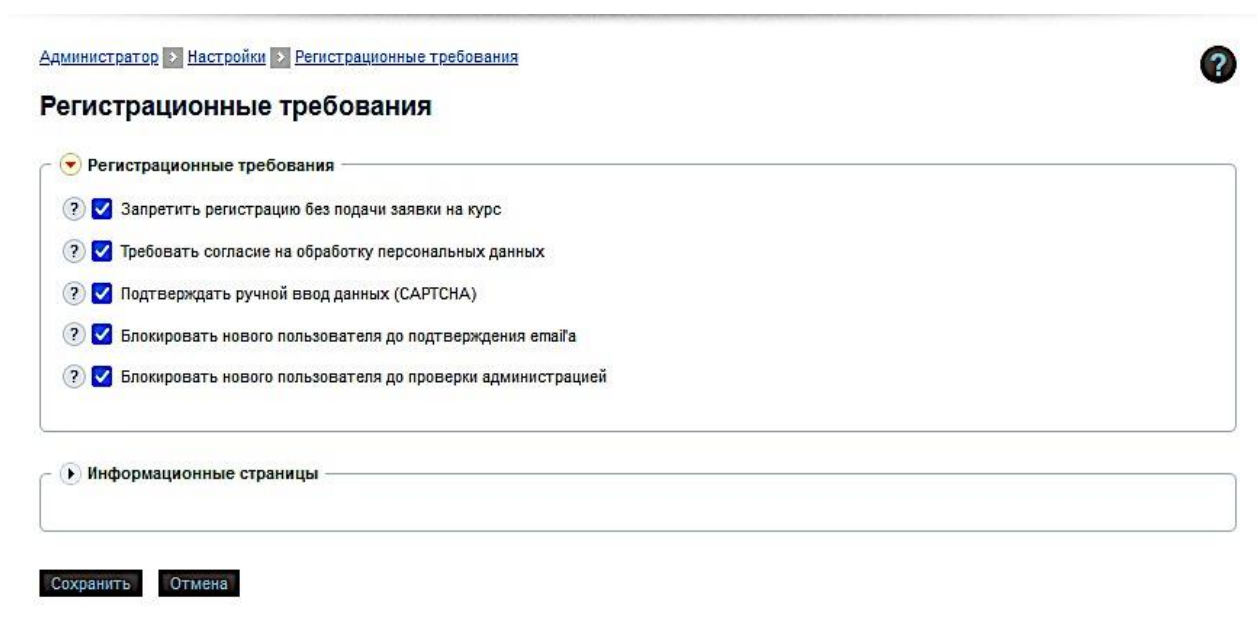 Администратор > Настройки > Регистрационные требования
?
Регистрационные требования
Регистрационные требования
? Запретить регистрацию без подачи заявки на курс
? Требовать согласие на обработку персональных данных
? Подтверждать ручной ввод данных (CAPTCHA)
? Блокировать нового пользователя до подтверждения email'а
? Блокировать нового пользователя до проверки администрацией
Информационные страницы
Сохранить Отмена